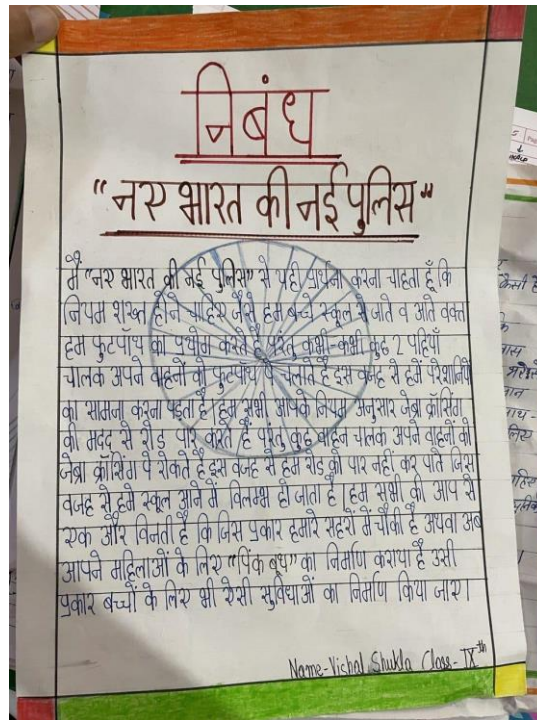 निबंध
"नए भारत की नई पुलिस"
मैं "नए भारत की नई पुलिस" से यही प्रार्थना करना चाहता हूँ कि
नियम शख्त होने चाहिए जैसे हम बच्चे स्कूल से जाते व आते वक्त
हम फुटपॉथ का प्रयोग करते है परंतु कभी-कभी कुछ 2 पहियाँ
चालक अपने वाहनों को फुटपॉथ पे चलाते है इस वजह से हमें परेशानियों
का सामना करना पड़ता है। हम सभी आपके नियम अनुसार जेब्रा क्रॉसिंग
की मदद से रोड पार करते है परंतु कुछ वाहन चालक अपने वाहनों को
जेब्रा क्रॉसिंग पे रोकते है इस वजह से हम रोड को पार नहीं कर पाते जिस
वजह से हमे स्कूल आने में विलम्भ हो जाता है। हम सभी की आप से
एक और विनती है कि जिस प्रकार हमारे सहरों में चौकी है अथवा अब
आपने महिलाओं के लिए "पिंक बूथ" का निर्माण कराया है उसी
प्रकार बच्चों के लिए भी ऐसी सुविधाओं का निर्माण किया जाए।
Name-Vishal Shukla Class-IXth